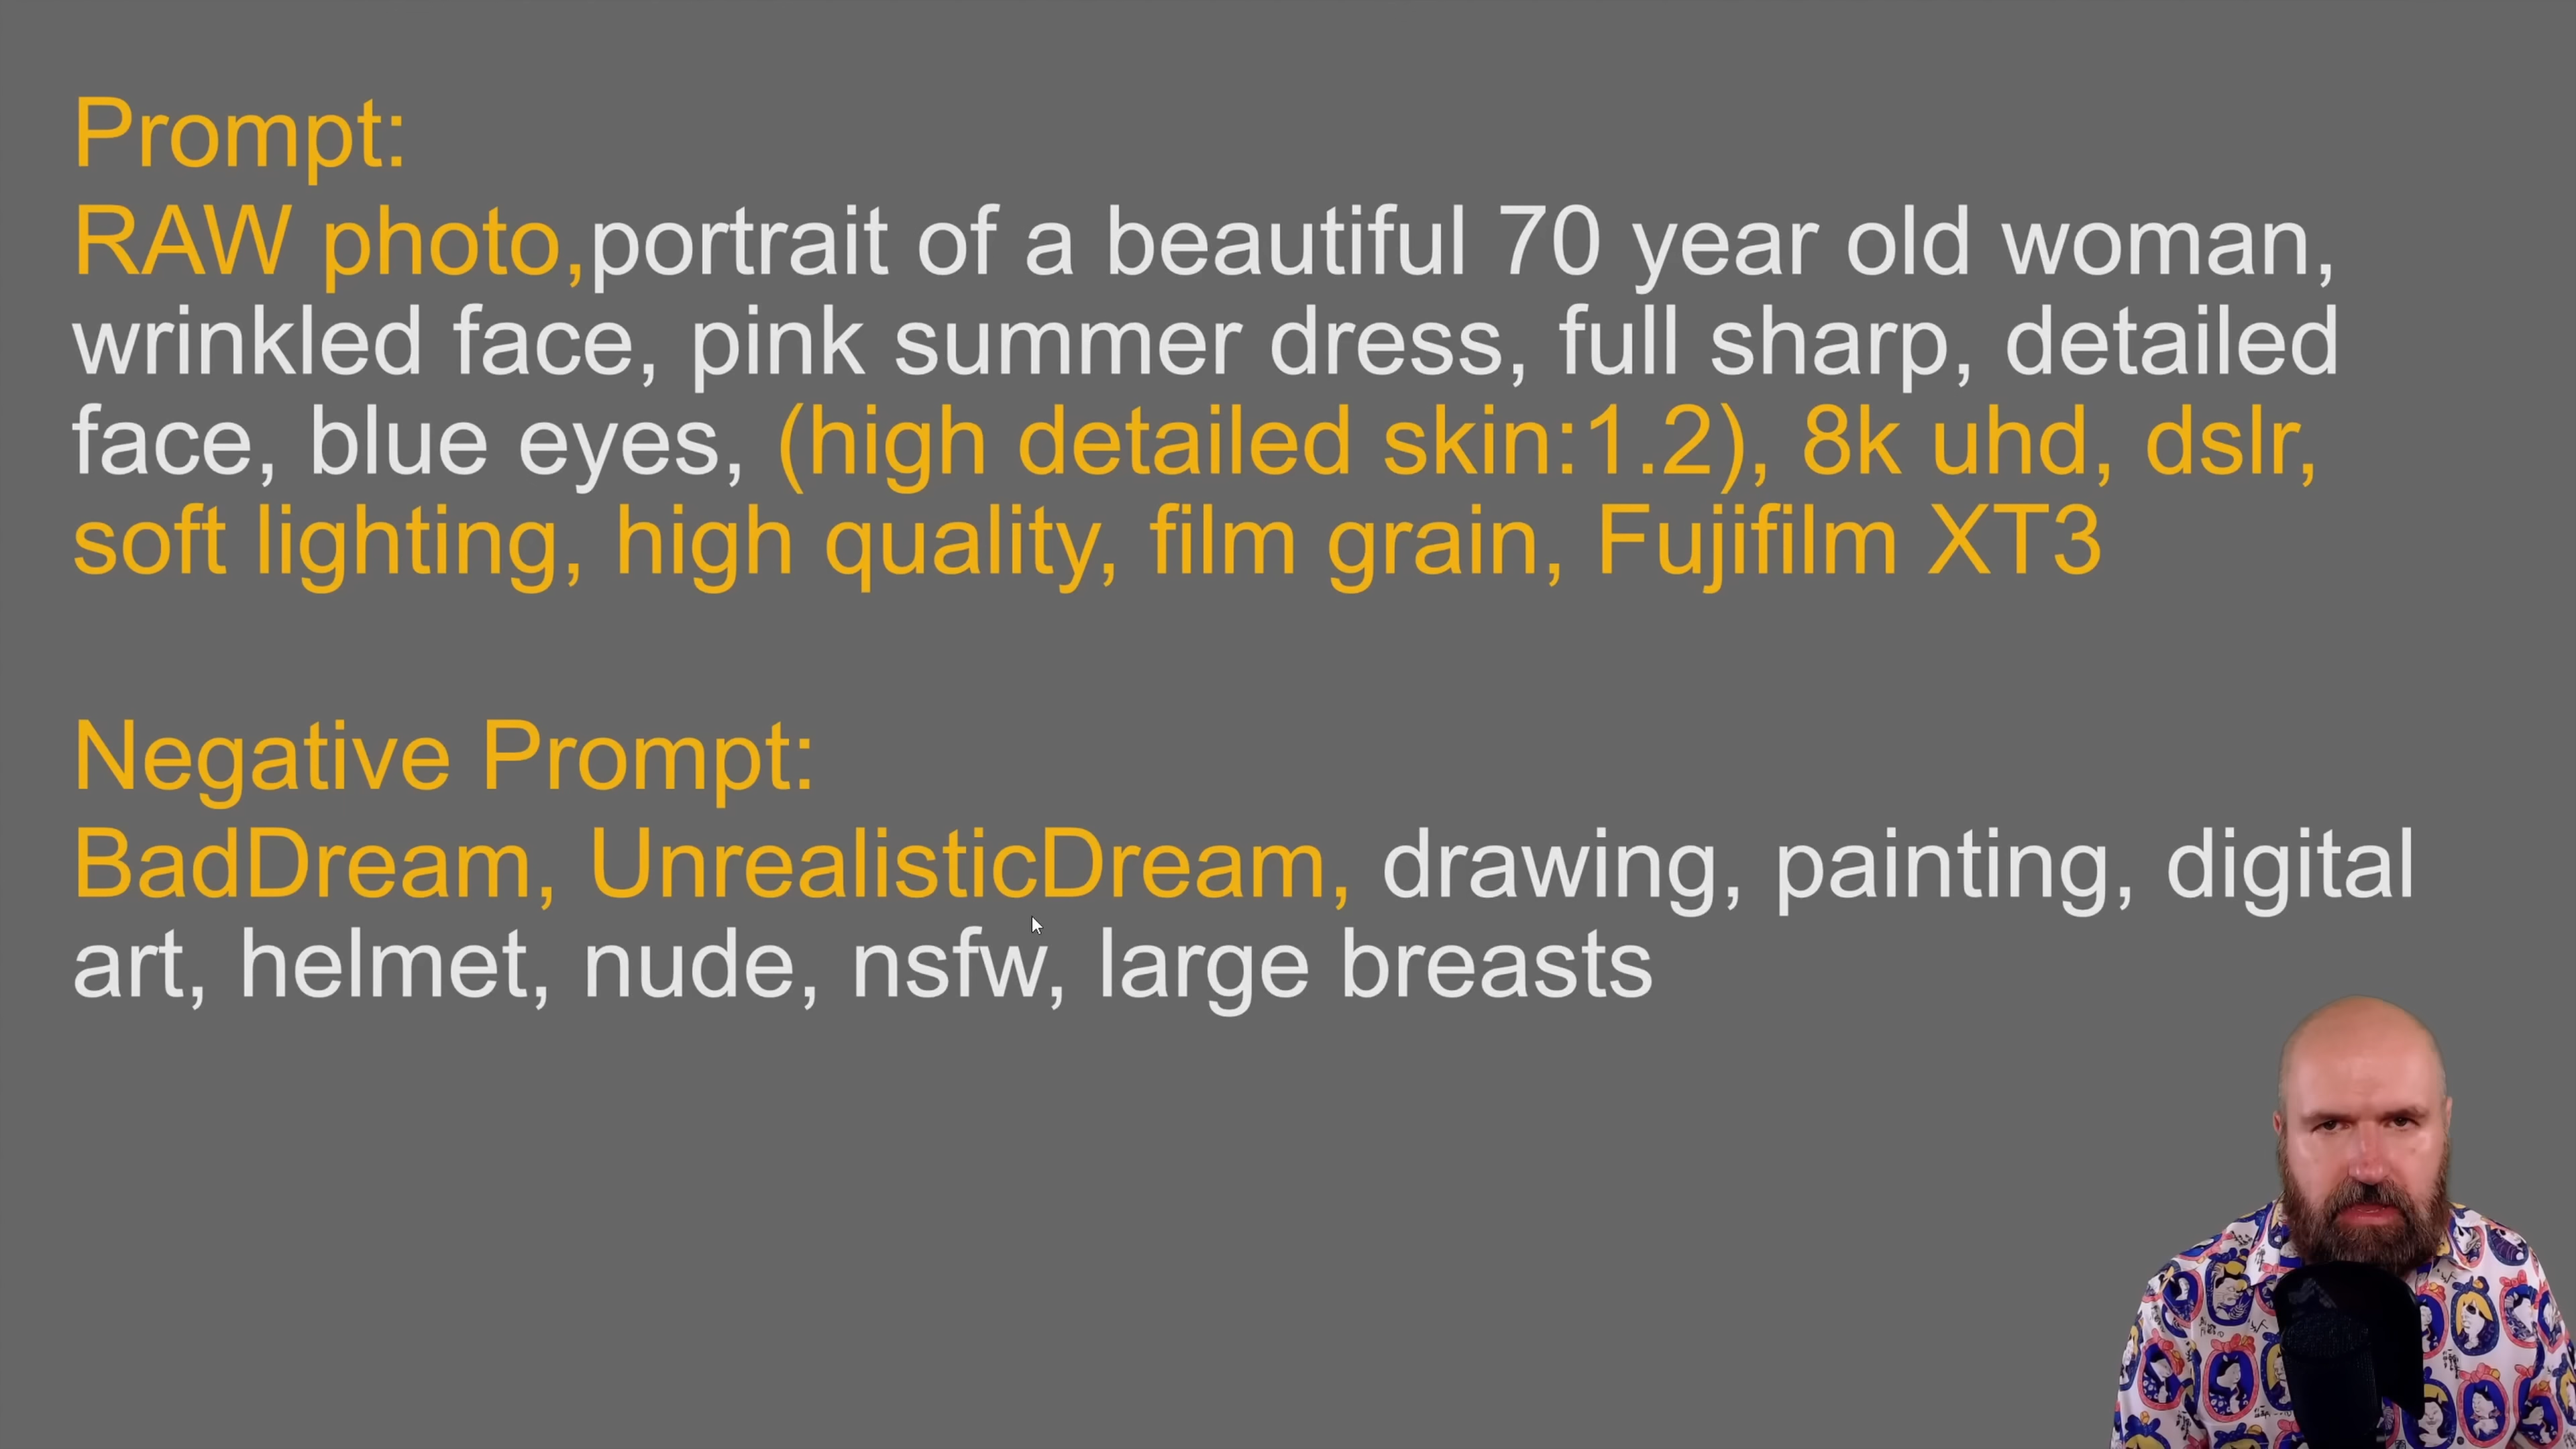 Prompt:
RAW photo,portrait of a beautiful 70 year old woman,
wrinkled face, pink summer dress, full sharp, detailed
face, blue eyes, (high detailed skin:1.2), 8k uhd, dslr,
soft lighting, high quality, film grain, Fujifilm XT3
Negative Prompt:
BadDream, UnrealisticDream, drawing, painting, digital
art, helmet, nude, nsfw, large breasts